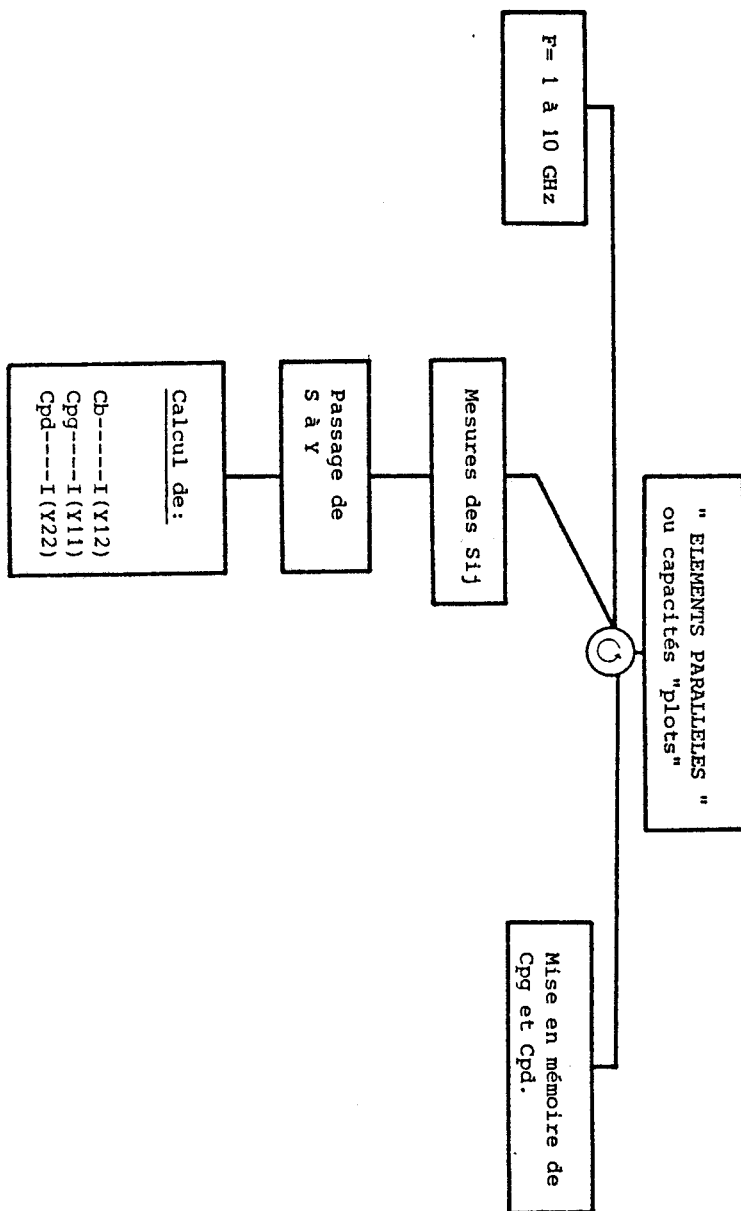 " ELEMENTS PARALLELES "
ou capacités "plots"
F= 1 à 10 GHz
Mesures des Sij
Passage de
S à Y
Calcul de:
Cb-----I(Y12)
Cpg----I(Y11)
Cpd----I(Y22)
Mise en mémoire de
Cpg et Cpd.